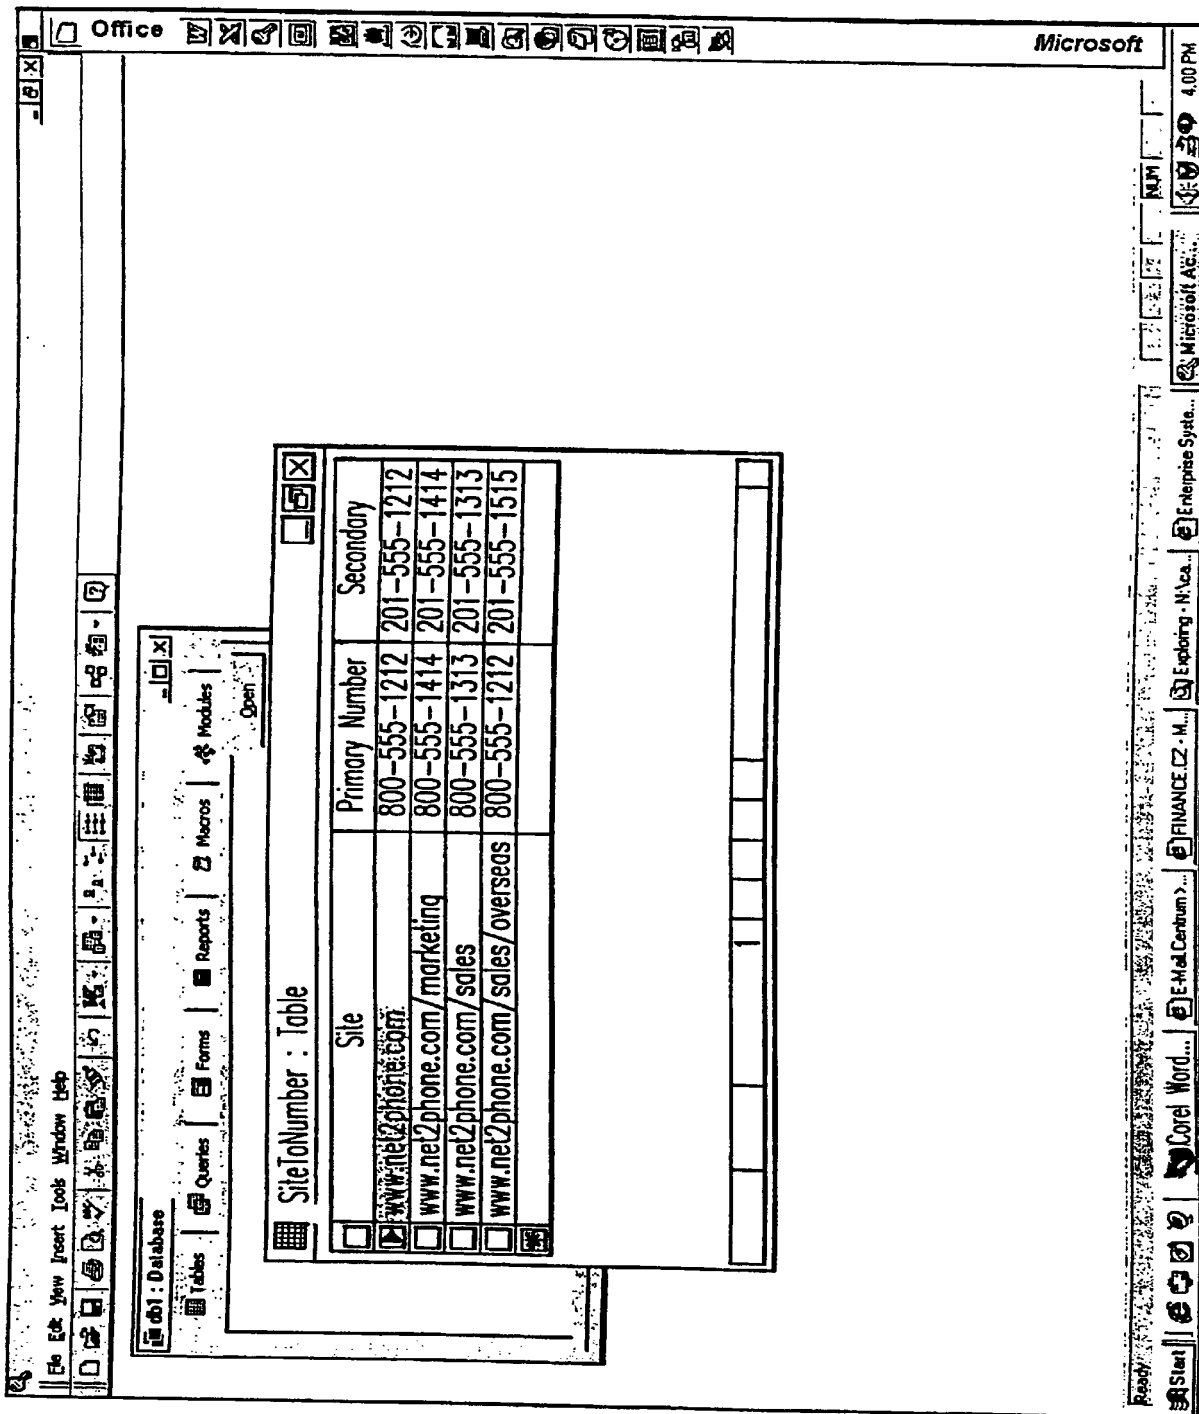 Office
Microsoft
File Edit View Insert Tools Window Help
db1 : Database
Tables Queries Forms Reports Macros Modules
Open
SiteToNumber : Table
Site Primary Number Secondary
www.net2phone.com 800-555-1212 201-555-1212
www.net2phone.com/marketing 800-555-1414 201-555-1414
www.net2phone.com/sales 800-555-1313 201-555-1313
www.net2phone.com/sales/overseas 800-555-1212 201-555-1515
1
Ready NUM
Start Corel Word... E-Mail Centrum >... FINANCE.CZ - M... Exploring - N:\ca... Enterprise Syste... Microsoft Ac... 4:00 PM